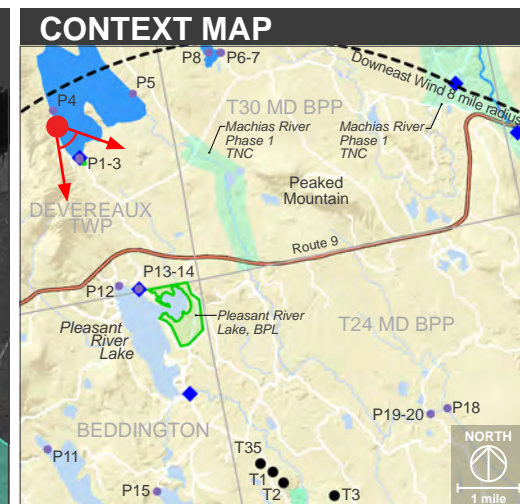 CONTEXT MAP
P8
P6-7
Downeast Wind 8 mile radius
P5
P4
T30 MD BPP
Machias River
Phase 1
TNC
Machias River
Phase 1
TNC
P1-3
Peaked
Mountain
DEVEREAUX
TWP
Route 9
P13-14
P12
Pleasant River
Lake, BPL
Pleasant
River
Lake
T24 MD BPP
P19-20
P18
BEDDINGTON
NORTH
P11
T35
T1
T2
T3
P15
1 mile